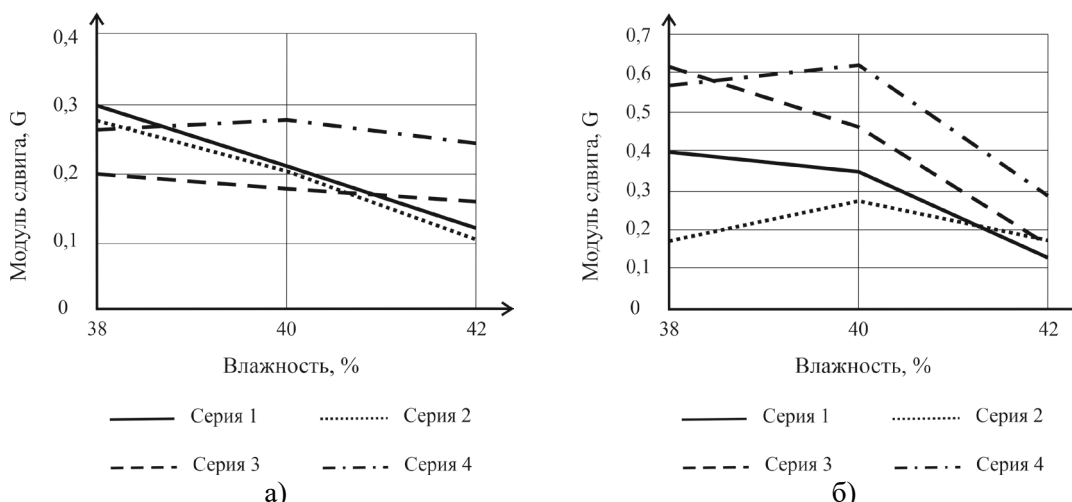 Модуль сдвига, G
0,4
0,3
0,2
0,1
0
38
40
42
Влажность, %
Серия 1
Серия 2
Серия 3
Серия 4
а)
Модуль сдвига, G
0,7
0,6
0,5
0,4
0,3
0,2
0,1
0
38
40
42
Влажность, %
Серия 1
Серия 2
Серия 3
Серия 4
б)